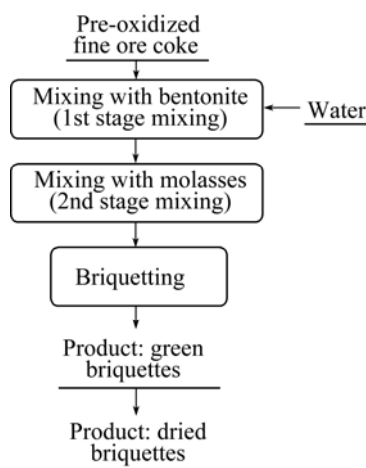 Pre-oxidized
fine ore coke
Mixing with bentonite
(1st stage mixing)
Water
Mixing with molasses
(2nd stage mixing)
Briquetting
Product: green
briquettes
Product: dried
briquettes